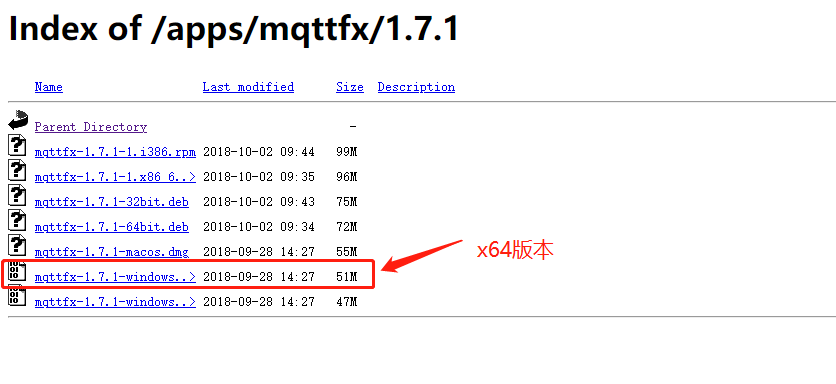 Index of /apps/mqttfx/1.7.1
Name Last modified Size Description
Parent Directory -
mqttfx-1.7.1-1.i386.rpm 2018-10-02 09:44 99M
mqttfx-1.7.1-1.x86_6..> 2018-10-02 09:35 96M
mqttfx-1.7.1-32bit.deb 2018-10-02 09:43 75M
mqttfx-1.7.1-64bit.deb 2018-10-02 09:34 72M
mqttfx-1.7.1-macos.dmg 2018-09-28 14:27 55M
x64版本
mqttfx-1.7.1-windows..> 2018-09-28 14:27 51M
mqttfx-1.7.1-windows..> 2018-09-28 14:27 47M